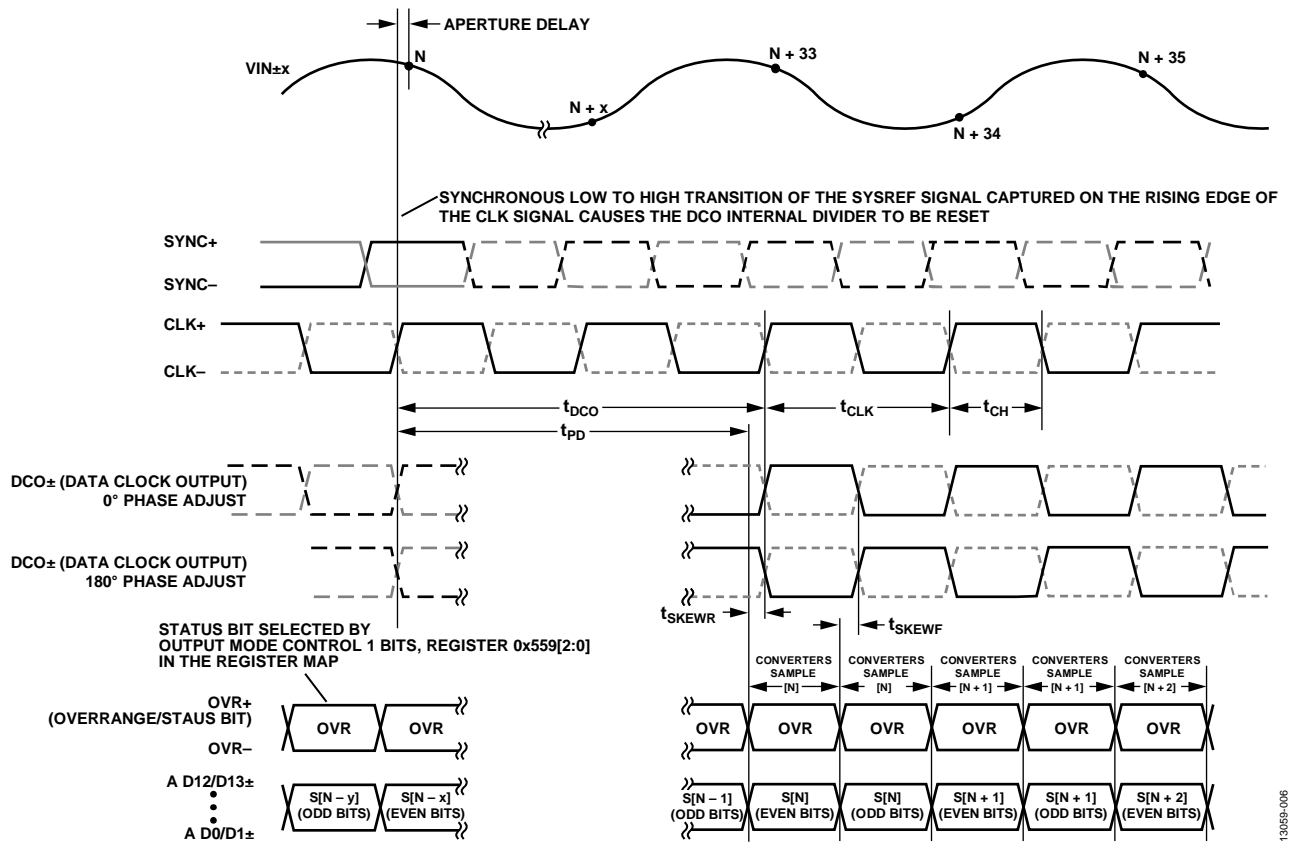 APERTURE DELAY
VIN±x
N
N + x
N + 33
N + 34
N + 35
SYNCHRONOUS LOW TO HIGH TRANSITION OF THE SYSREF SIGNAL CAPTURED ON THE RISING EDGE OF
THE CLK SIGNAL CAUSES THE DCO INTERNAL DIVIDER TO BE RESET
SYNC+
SYNC–
CLK+
CLK–
tDCO
tCLK
tCH
tPD
DCO± (DATA CLOCK OUTPUT)
0° PHASE ADJUST
DCO± (DATA CLOCK OUTPUT)
180° PHASE ADJUST
tSKEWR
tSKEWF
STATUS BIT SELECTED BY
OUTPUT MODE CONTROL 1 BITS, REGISTER 0x559[2:0]
IN THE REGISTER MAP
CONVERTERS
SAMPLE
[N]
CONVERTERS
SAMPLE
[N]
CONVERTERS
SAMPLE
[N + 1]
CONVERTERS
SAMPLE
[N + 1]
CONVERTERS
SAMPLE
[N + 2]
OVR+
(OVERRANGE/STAUS BIT)
OVR–
OVR
OVR
OVR
OVR
OVR
OVR
OVR
OVR
A D12/D13±
A D0/D1±
S[N – y]
(ODD BITS)
S[N – x]
(EVEN BITS)
S[N – 1]
(ODD BITS)
S[N]
(EVEN BITS)
S[N]
(ODD BITS)
S[N + 1]
(EVEN BITS)
S[N + 1]
(ODD BITS)
S[N + 2]
(EVEN BITS)
13059-006